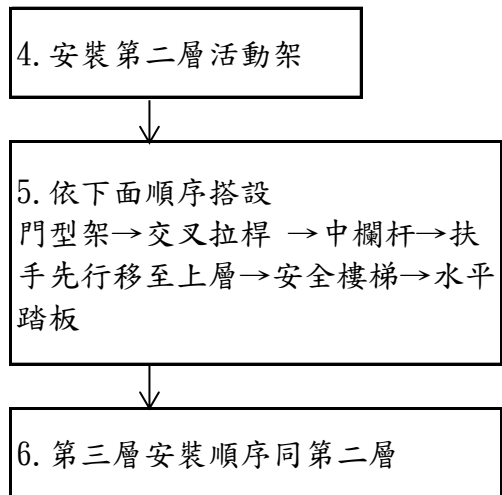 4.安裝第二層活動架
5.依下面順序搭設
門型架→交叉拉桿 →中欄杆→扶
手先行移至上層→安全樓梯→水平
踏板
6.第三層安裝順序同第二層